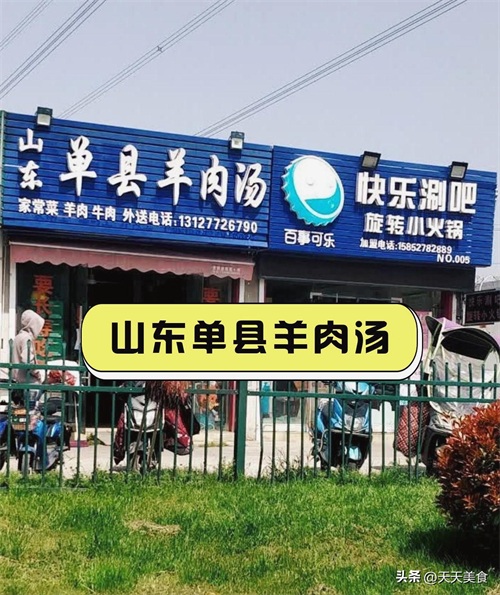 山东
单县羊肉汤
家常菜 羊肉 牛肉 外送电话:13127726790
百事可乐
快乐涮吧
旋转小火锅
加盟电话:15852782889
NO.005
山东单县羊肉汤
头条 @天天美食